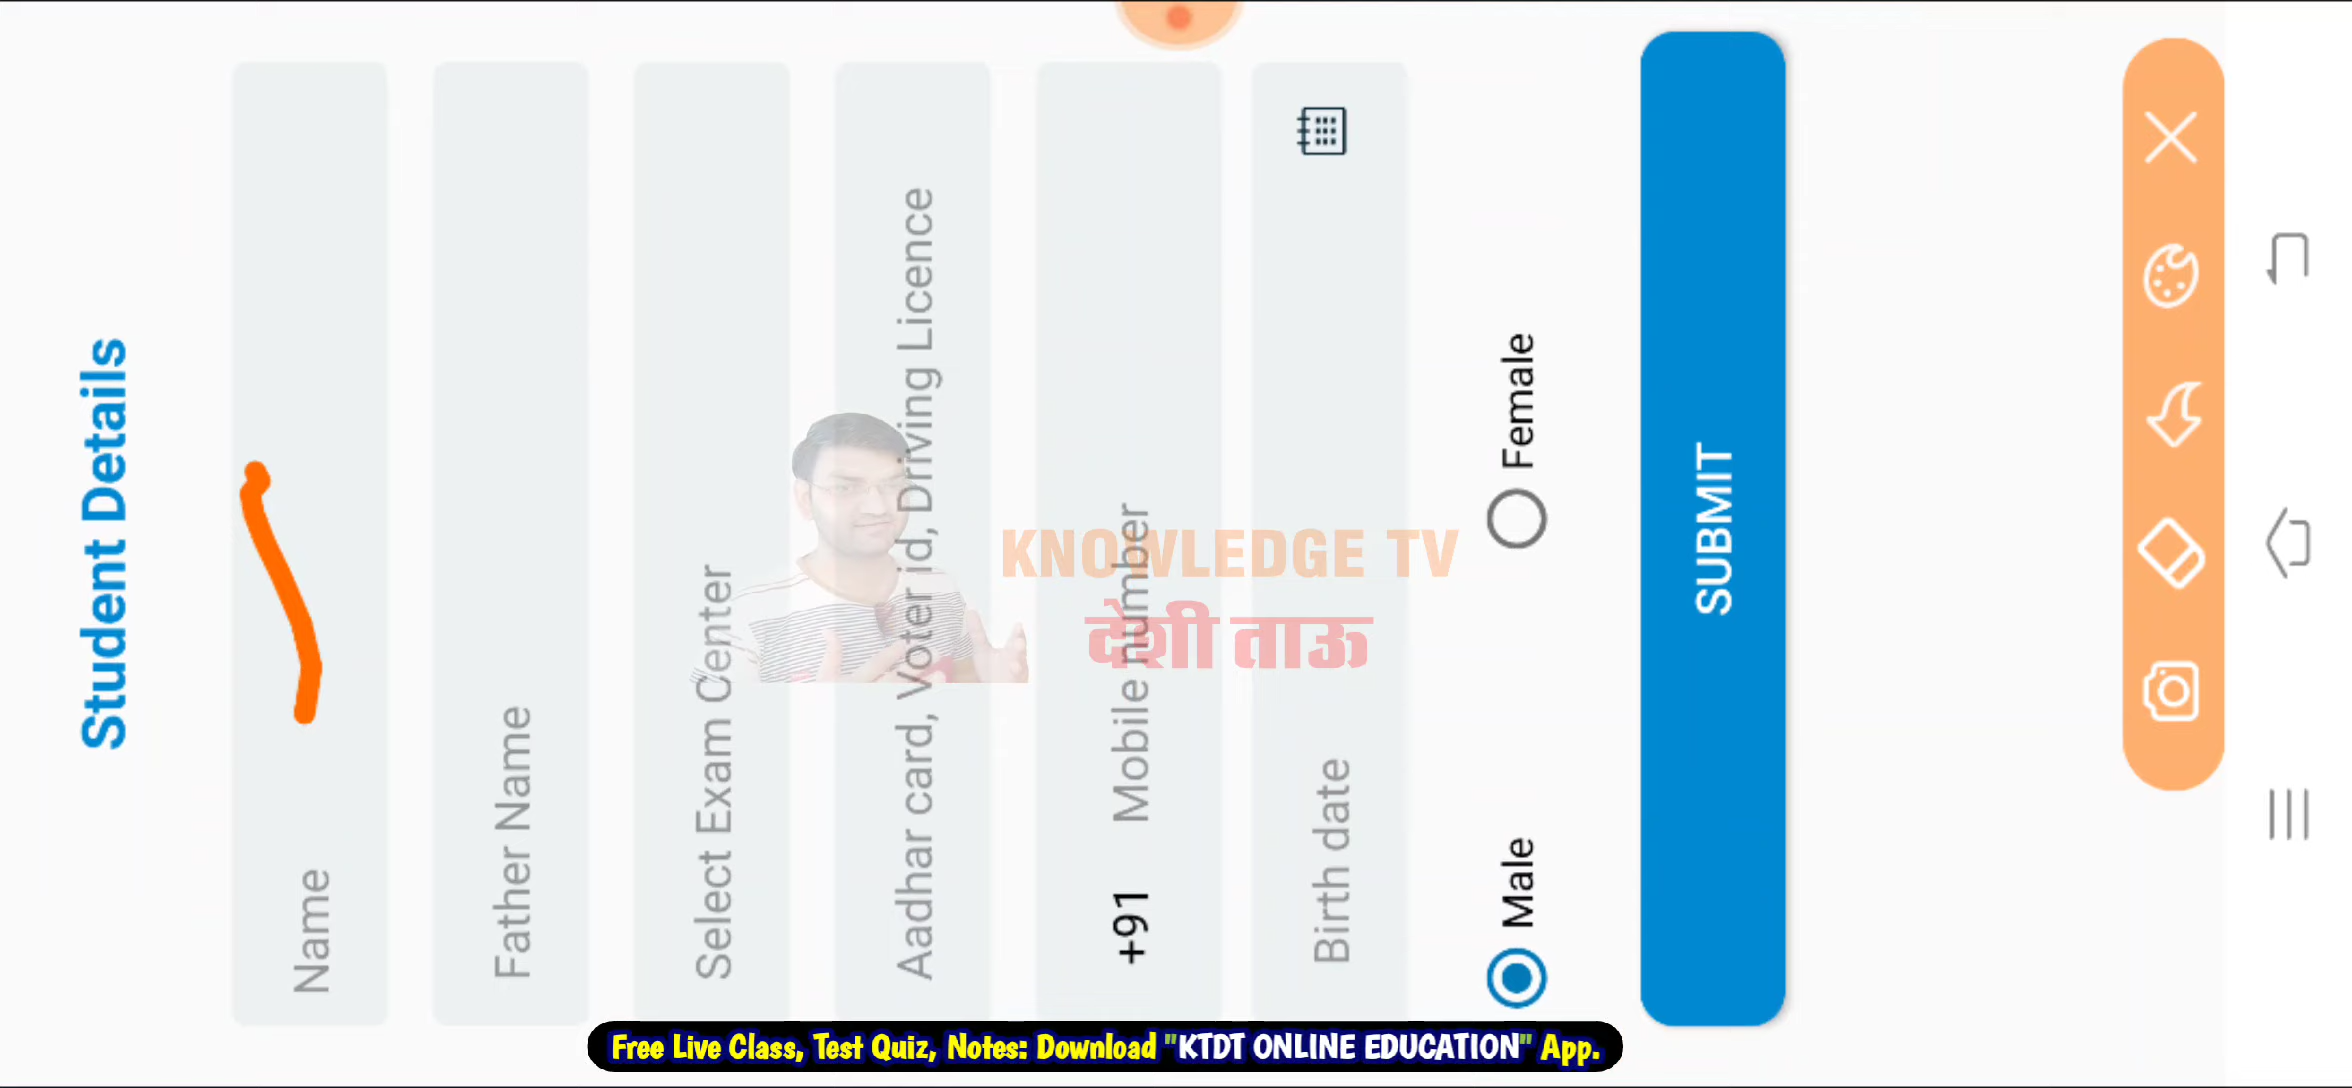 Student Details
Name
Father Name
Select Exam Center
Aadhar card, Voter id, Driving Licence
+91 Mobile number
Birth date
Male Female
SUBMIT
KNOWLEDGE TV
देशी ताऊ
Free Live Class, Test Quiz, Notes: Download "KTDT ONLINE EDUCATION" App.